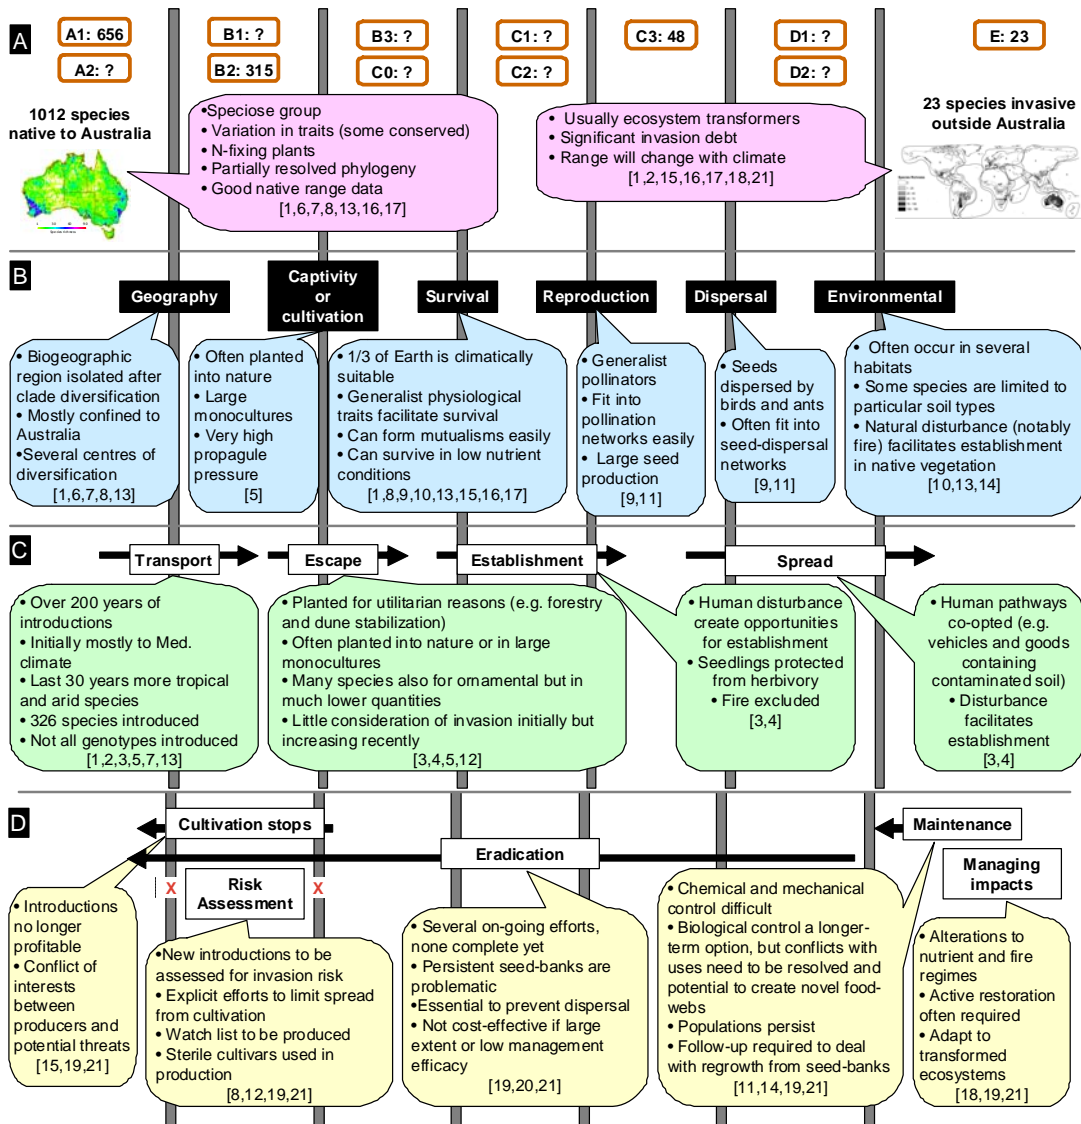 A
A1: 656
A2: ?
B1: ?
B2: 315
B3: ?
C0: ?
C1: ?
C2: ?
C3: 48
D1: ?
D2: ?
E: 23
1012 species
native to Australia
•Speciose group
• Variation in traits (some conserved)
• N-fixing plants
• Partially resolved phylogeny
• Good native range data
[1,6,7,8,13,16,17]
• Usually ecosystem transformers
• Significant invasion debt
• Range will change with climate
[1,2,15,16,17,18,21]
23 species invasive
outside Australia
B
Geography
Captivity
or
cultivation
Survival
Reproduction
Dispersal
Environmental
• Biogeographic
region isolated after
clade diversification
• Mostly confined to
Australia
•Several centres of
diversification
[1,6,7,8,13]
• Often planted
into nature
• Large
monocultures
• Very high
propagule
pressure
[5]
• 1/3 of Earth is climatically
suitable
• Generalist physiological
traits facilitate survival
• Can form mutualisms easily
• Can survive in low nutrient
conditions
[1,8,9,10,13,15,16,17]
• Generalist
pollinators
• Fit into
pollination
networks easily
• Large seed
production
[9,11]
• Seeds
dispersed by
birds and ants
• Often fit into
seed-dispersal
networks
[9,11]
• Often occur in several
habitats
• Some species are limited to
particular soil types
• Natural disturbance (notably
fire) facilitates establishment
in native vegetation
[10,13,14]
C
Transport
Escape
Establishment
Spread
• Over 200 years of
introductions
• Initially mostly to Med.
climate
• Last 30 years more tropical
and arid species
• 326 species introduced
• Not all genotypes introduced
[1,2,3,5,7,13]
• Planted for utilitarian reasons (e.g. forestry
and dune stabilization)
• Often planted into nature or in large
monocultures
• Many species also for ornamental but in
much lower quantities
• Little consideration of invasion initially but
increasing recently
[3,4,5,12]
• Human disturbance
create opportunities
for establishment
• Seedlings protected
from herbivory
• Fire excluded
[3,4]
• Human pathways
co-opted (e.g.
vehicles and goods
containing
contaminated soil)
• Disturbance
facilitates
establishment
[3,4]
D
Cultivation stops
Eradication
Maintenance
Managing
impacts
X
Risk
Assessment
X
• Introductions
no longer
profitable
• Conflict of
interests
between
producers and
potential threats
[15,19,21]
•New introductions to be
assessed for invasion risk
• Explicit efforts to limit spread
from cultivation
• Watch list to be produced
• Sterile cultivars used in
production
[8,12,19,21]
• Several on-going efforts,
none complete yet
• Persistent seed-banks are
problematic
•Essential to prevent dispersal
• Not cost-effective if large
extent or low management
efficacy
[19,20,21]
• Chemical and mechanical
control difficult
• Biological control a longer-
term option, but conflicts with
uses need to be resolved and
potential to create novel food-
webs
• Populations persist
• Follow-up required to deal
with regrowth from seed-banks
[11,14,19,21]
• Alterations to
nutrient and fire
regimes
• Active restoration
often required
• Adapt to
transformed
ecosystems
[18,19,21]